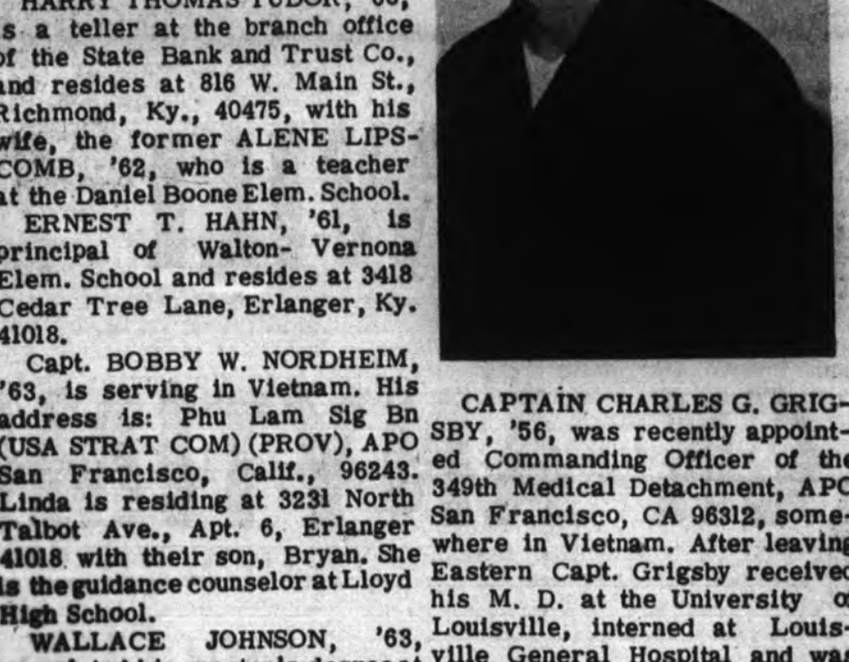 HARRY THOMAS TUDOR,
is a teller at the branch office
of the State Bank and Trust Co.,
and resides at 816 W. Main St.,
Richmond, Ky., 40475, with his
wife, the former ALENE LIPS-
COMB, '62, who is a teacher
at the Daniel Boone Elem. School.
ERNEST T. HAHN, '61, is
principal of Walton- Vernona
Elem. School and resides at 3418
Cedar Tree Lane, Erlanger, Ky.
41018.
Capt. BOBBY W. NORDHEIM,
'63, is serving in Vietnam. His
address is: Phu Lam Sig Bn
(USA STRAT COM) (PROV), APO
San Francisco, Calif., 96243.
Linda is residing at 3231 North
Talbot Ave., Apt. 6, Erlanger
41018 with their son, Bryan. She
is the guidance counselor at Lloyd
High School.
WALLACE JOHNSON, '63,
CAPTAIN CHARLES G. GRIG-
SBY, '56, was recently appoint-
ed Commanding Officer of the
349th Medical Detachment, APO
San Francisco, CA 96312, some-
where in Vietnam. After leaving
Eastern Capt. Grigsby received
his M. D. at the University of
Louisville, interned at Louis-
ville General Hospital and was